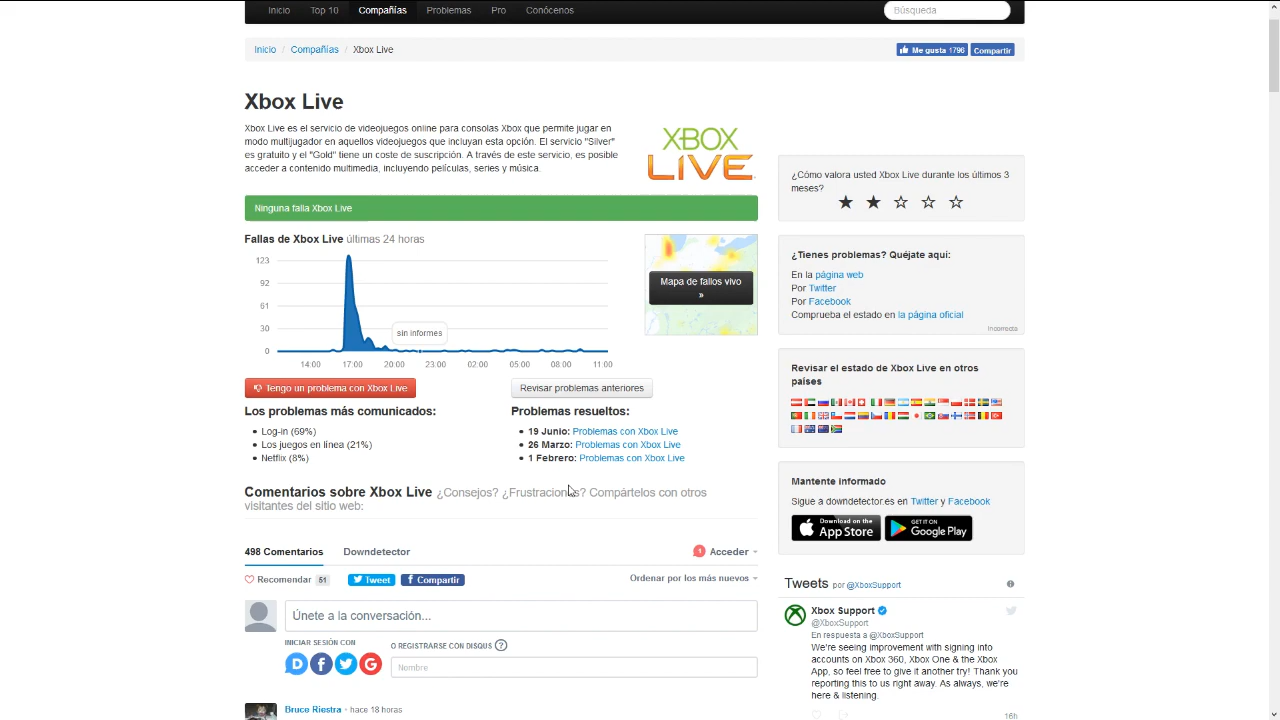 Inicio Top 10 Compañías Problemas Pro Conócenos Búsqueda
Inicio / Compañías / Xbox Live Me gusta 1796 Compartir
Xbox Live
Xbox Live es el servicio de videojuegos online para consolas Xbox que permite jugar en
modo multijugador en aquellos videojuegos que incluyan esta opción. El servicio "Silver"
es gratuito y el "Gold" tiene un coste de suscripción. A través de este servicio, es posible
acceder a contenido multimedia, incluyendo películas, series y música.
XBOX
LIVE
Ninguna falla Xbox Live
Fallas de Xbox Live últimas 24 horas
123
92
61
30
0
sin informes
14:00 17:00 20:00 23:00 02:00 05:00 08:00 11:00
Mapa de fallos vivo
»
Tengo un problema con Xbox Live
Revisar problemas anteriores
Los problemas más comunicados:
Log-in (69%)
Los juegos en línea (21%)
Netflix (8%)
Problemas resueltos:
19 Junio: Problemas con Xbox Live
26 Marzo: Problemas con Xbox Live
1 Febrero: Problemas con Xbox Live
Comentarios sobre Xbox Live ¿Consejos? ¿Frustraciones? Compártelos con otros
visitantes del sitio web:
498 Comentarios Downdetector 1 Acceder
Recomendar 51 Tweet Compartir Ordenar por los más nuevos
Únete a la conversación...
INICIAR SESIÓN CON
O REGISTRARSE CON DISQUS ?
D f G
Nombre
Bruce Riestra • hace 18 horas
¿Cómo valora usted Xbox Live durante los últimos 3
meses?
¿Tienes problemas? Quéjate aquí:
En la página web
Por Twitter
Por Facebook
Comprueba el estado en la página oficial
Incorrecto
Revisar el estado de Xbox Live en otros
países
Mantente informado
Sigue a downdetector.es en Twitter y Facebook
Download on the
App Store
GET IT ON
Google Play
Tweets por @XboxSupport
Xbox Support
@XboxSupport
En respuesta a @XboxSupport
We're seeing improvement with signing into
accounts on Xbox 360, Xbox One & the Xbox
App, so feel free to give it another try! Thank you
reporting this to us right away. As always, we're
here & listening.
16h